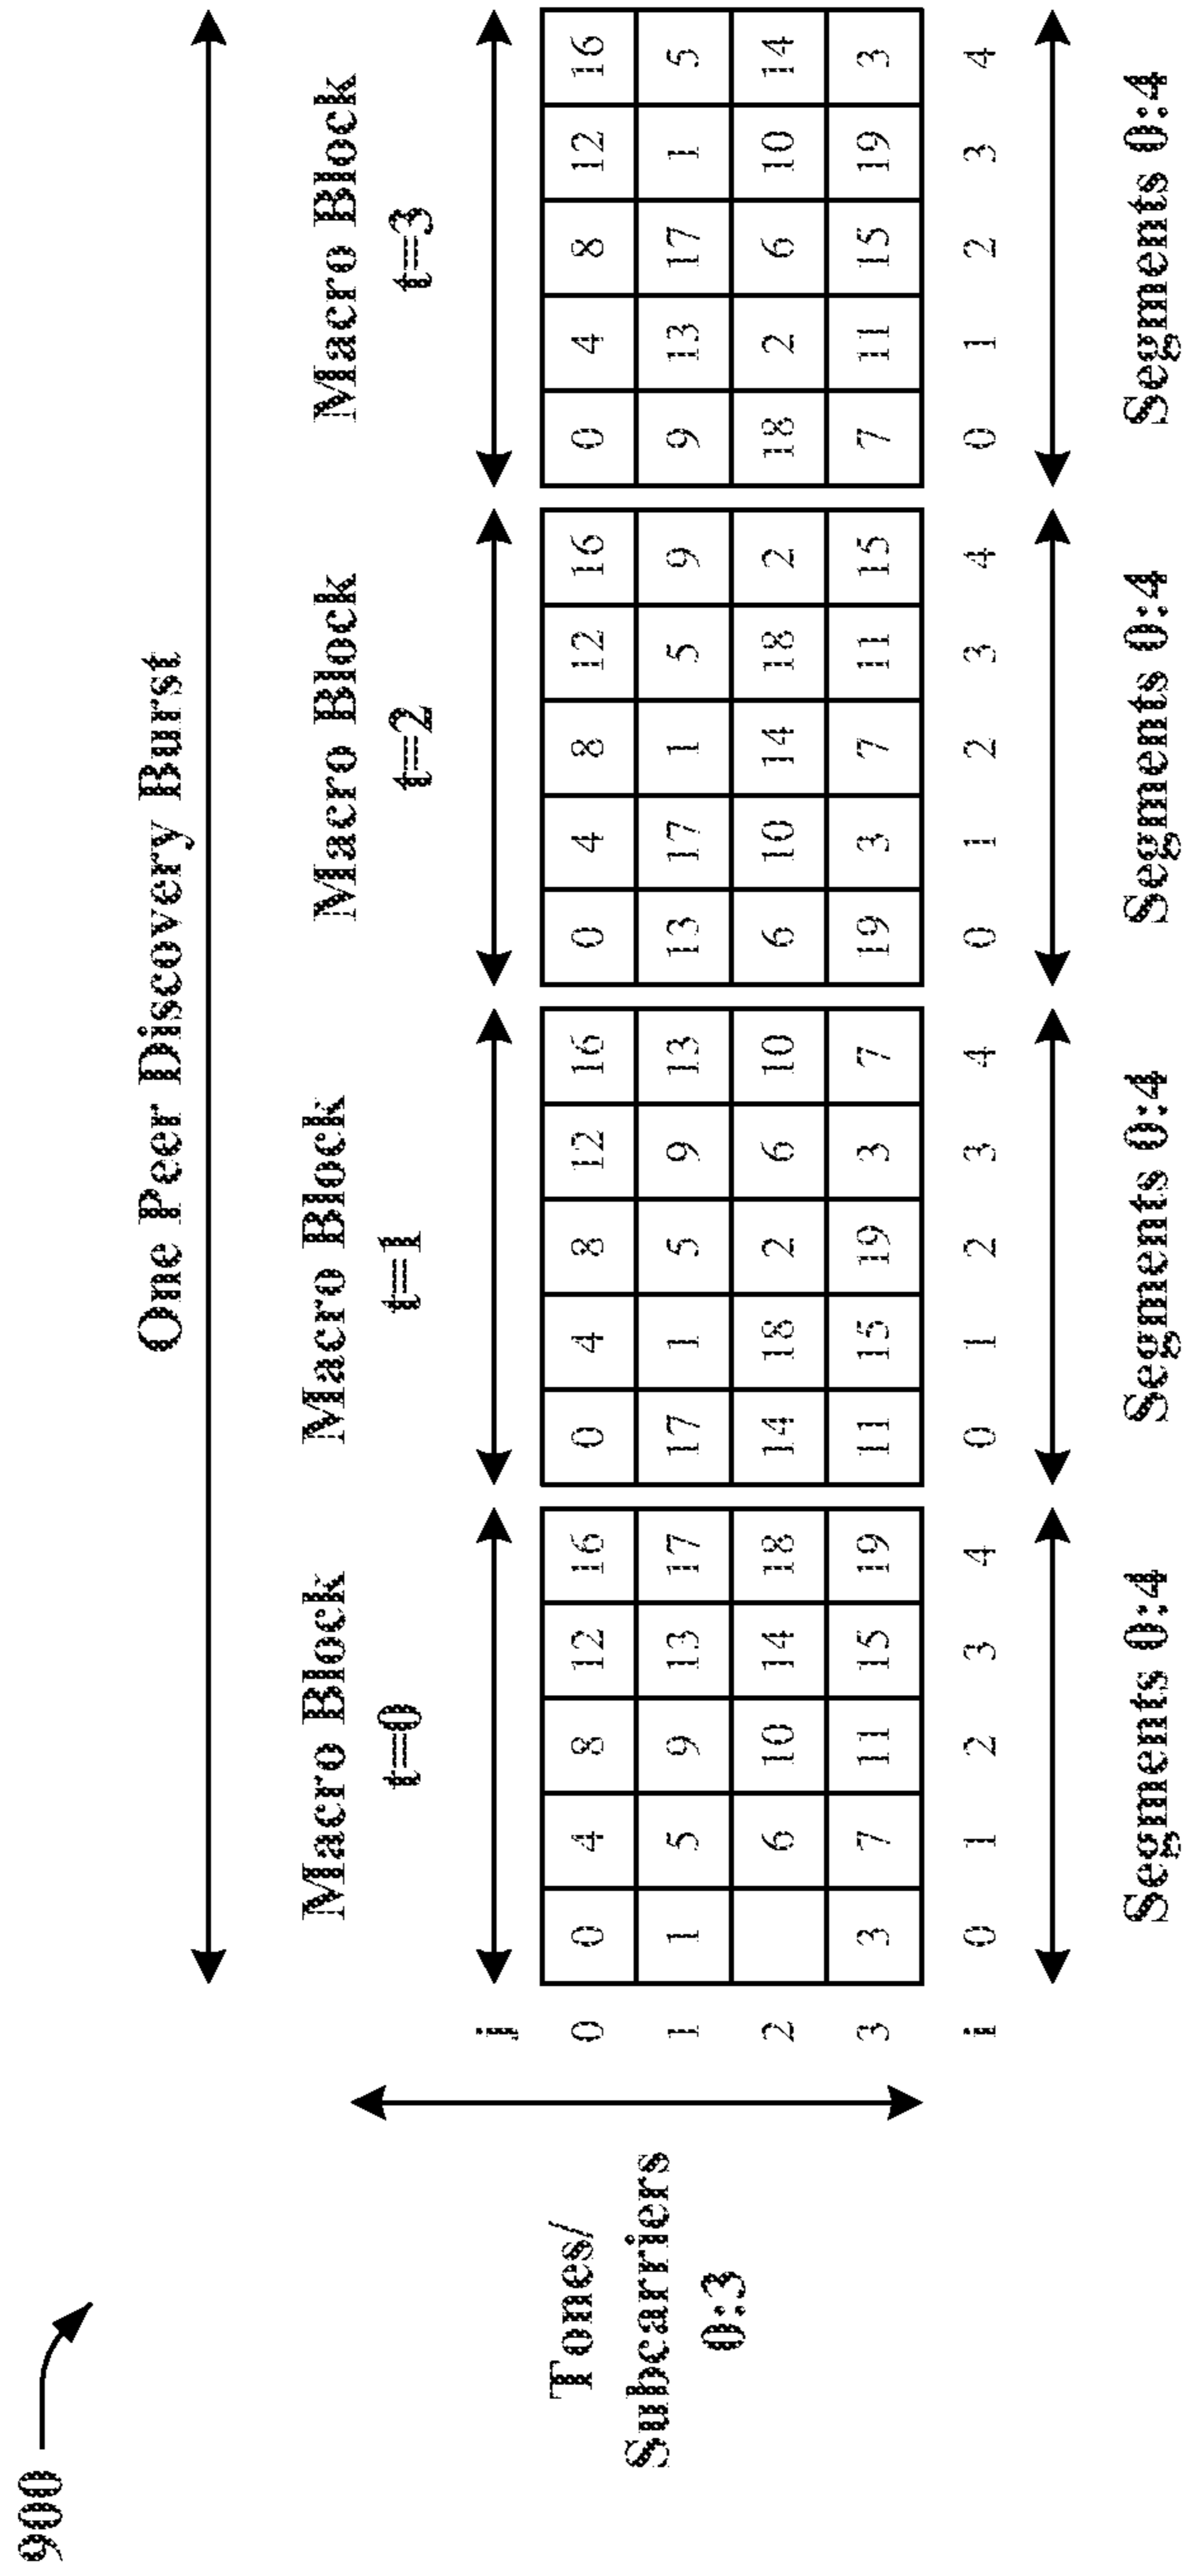 900
One Peer Discovery Burst
Macro Block Macro Block Macro Block Macro Block
t=0 t=1 t=2 t=3
j
0 0 4 8 12 16 0 4 8 12 16 0 4 8 12 16 0 4 8 12 16
1 1 5 9 13 17 17 1 5 9 13 13 17 1 5 9 9 13 17 1 5
2 6 10 14 18 14 18 2 6 10 6 10 14 18 2 18 2 6 10 14
3 3 7 11 15 19 11 15 19 3 7 19 3 7 11 15 7 11 15 19 3
i 0 1 2 3 4 0 1 2 3 4 0 1 2 3 4 0 1 2 3 4
Tones/
Subcarriers
0:3
Segments 0:4 Segments 0:4 Segments 0:4 Segments 0:4